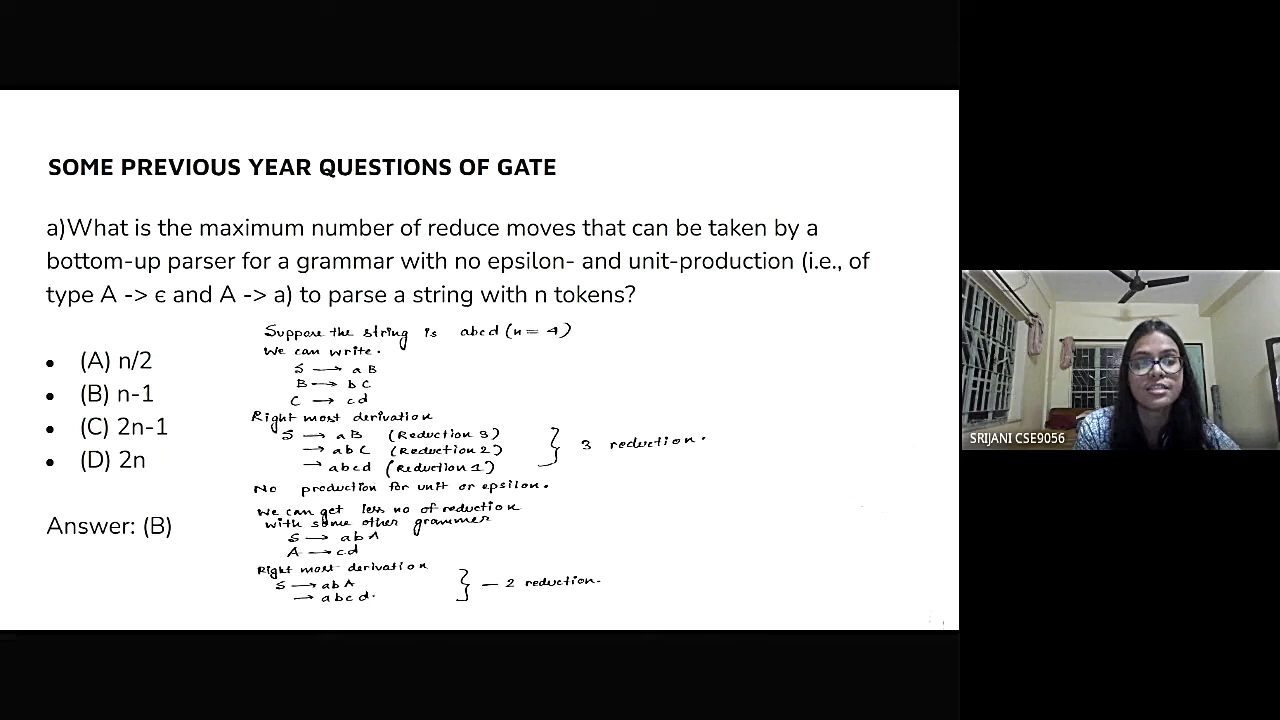 SOME PREVIOUS YEAR QUESTIONS OF GATE
a)What is the maximum number of reduce moves that can be taken by a
bottom-up parser for a grammar with no epsilon- and unit-production (i.e., of
type A -> є and A -> a) to parse a string with n tokens?
• (A) n/2
• (B) n-1
• (C) 2n-1
• (D) 2n
Answer: (B)
Suppose the string is abcd (n = 4)
We can write.
S → aB
B → bC
C → cd
Right most derivation
S → aB (Reduction 3)
→ abC (Reduction 2)
→ abcd (Reduction 1)
3 reduction.
No production for unit or epsilon.
We can get less no of reduction
with some other grammer
S → abA
A → cd
Right most derivation
S → abA
→ abcd.
— 2 reduction.
SRIJANI CSE9056